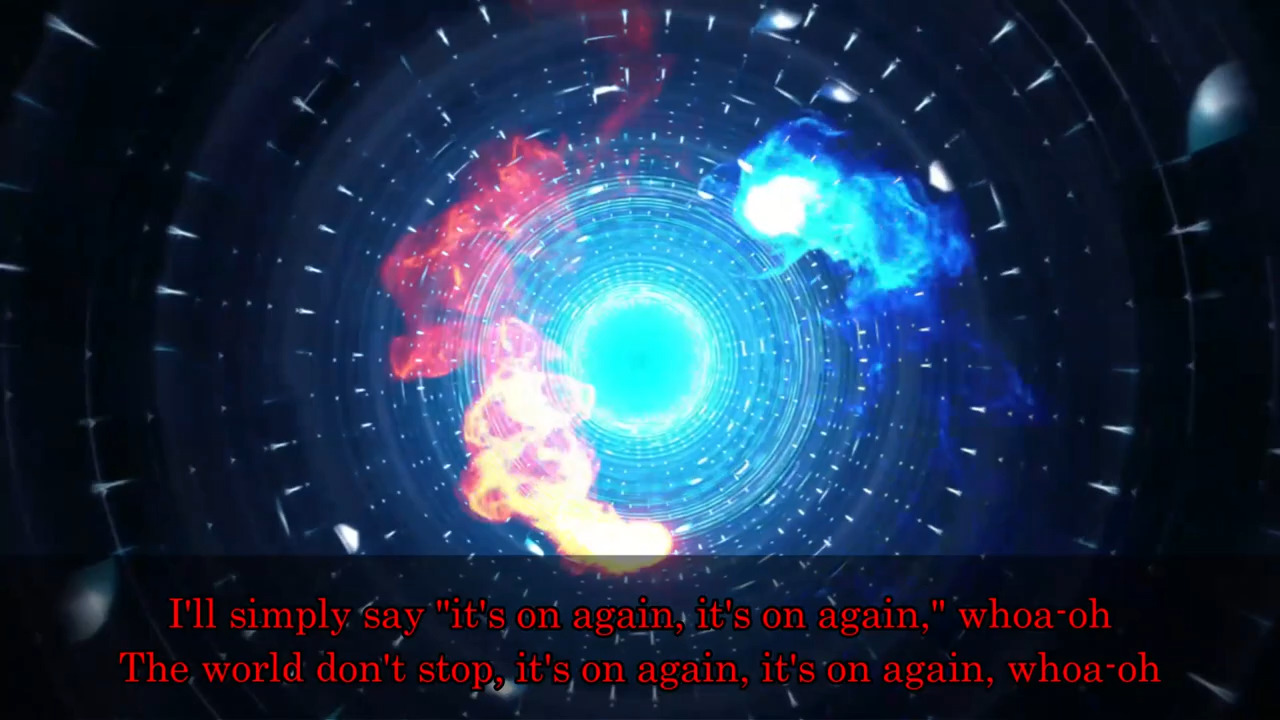 I'll simply say "it's on again, it's on again," whoa-oh
The world don't stop, it's on again, it's on again, whoa-oh